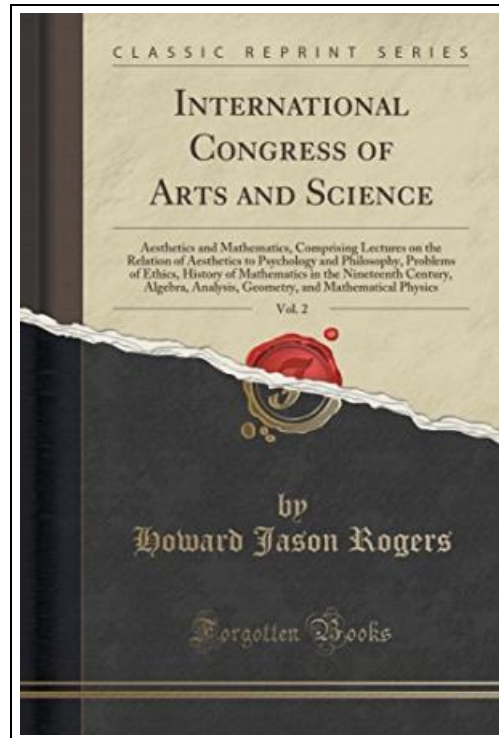 CLASSIC REPRINT SERIES
INTERNATIONAL
CONGRESS OF
ARTS AND SCIENCE
Aesthetics and Mathematics, Comprising Lectures on the
Relation of Aesthetics to Psychology and Philosophy, Problems
of Ethics, History of Mathematics in the Nineteenth Century,
Algebra, Analysis, Geometry, and Mathematical Physics
Vol. 2
by
Howard Jason Rogers
Forgotten Books